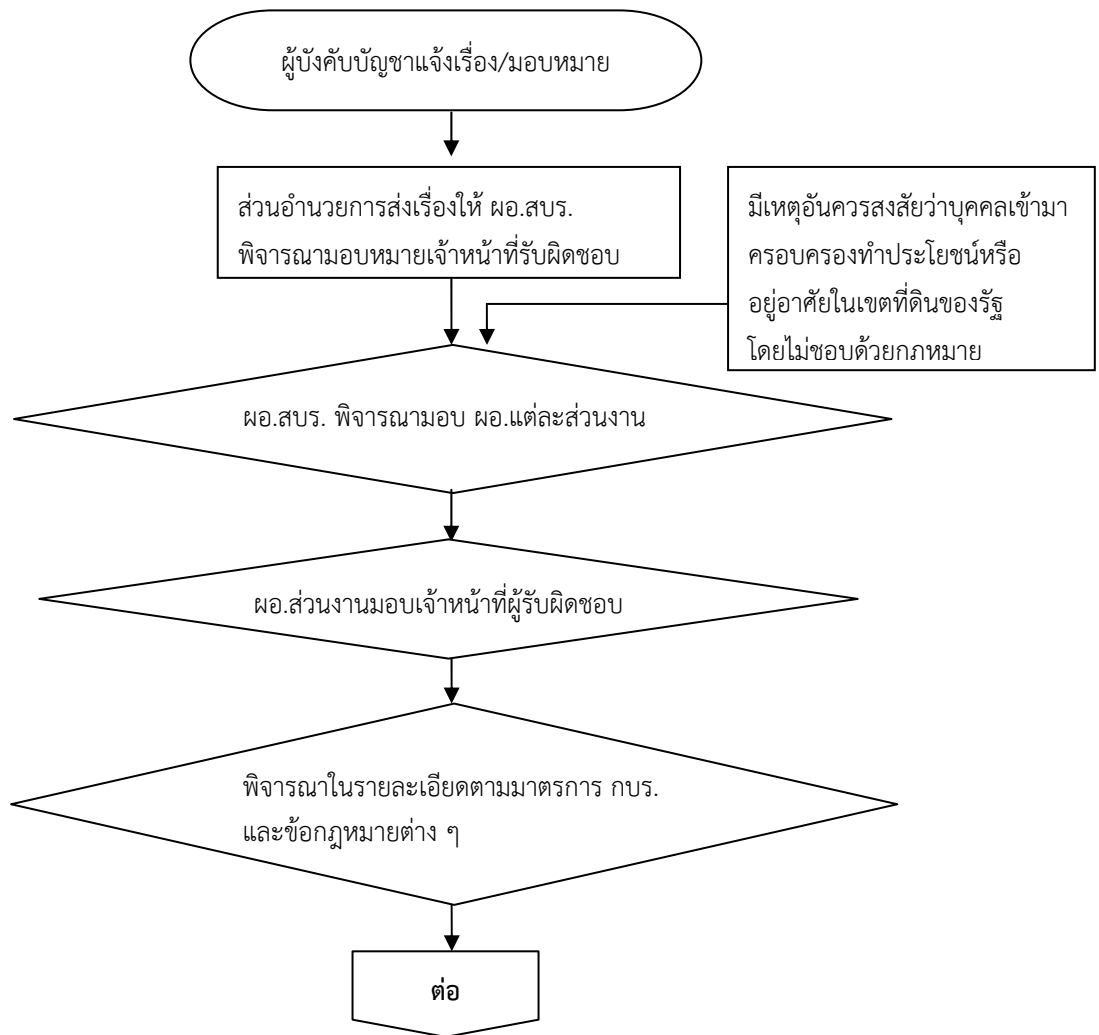 ผู้บังคับบัญชาแจ้งเรื่อง/มอบหมาย
ส่วนอำนวยการส่งเรื่องให้ ผอ.สบร.
พิจารณามอบหมายเจ้าหน้าที่รับผิดชอบ
มีเหตุอันควรสงสัยว่าบุคคลเข้ามา
ครอบครองทำประโยชน์หรือ
อยู่อาศัยในเขตที่ดินของรัฐ
โดยไม่ชอบด้วยกภหมาย
ผอ.สบร. พิจารณามอบ ผอ.แต่ละส่วนงาน
ผอ.ส่วนงานมอบเจ้าหน้าที่ผู้รับผิดชอบ
พิจารณาในรายละเอียดตามมาตรการ กบร.
และข้อกฎหมายต่าง ๆ
ต่อ